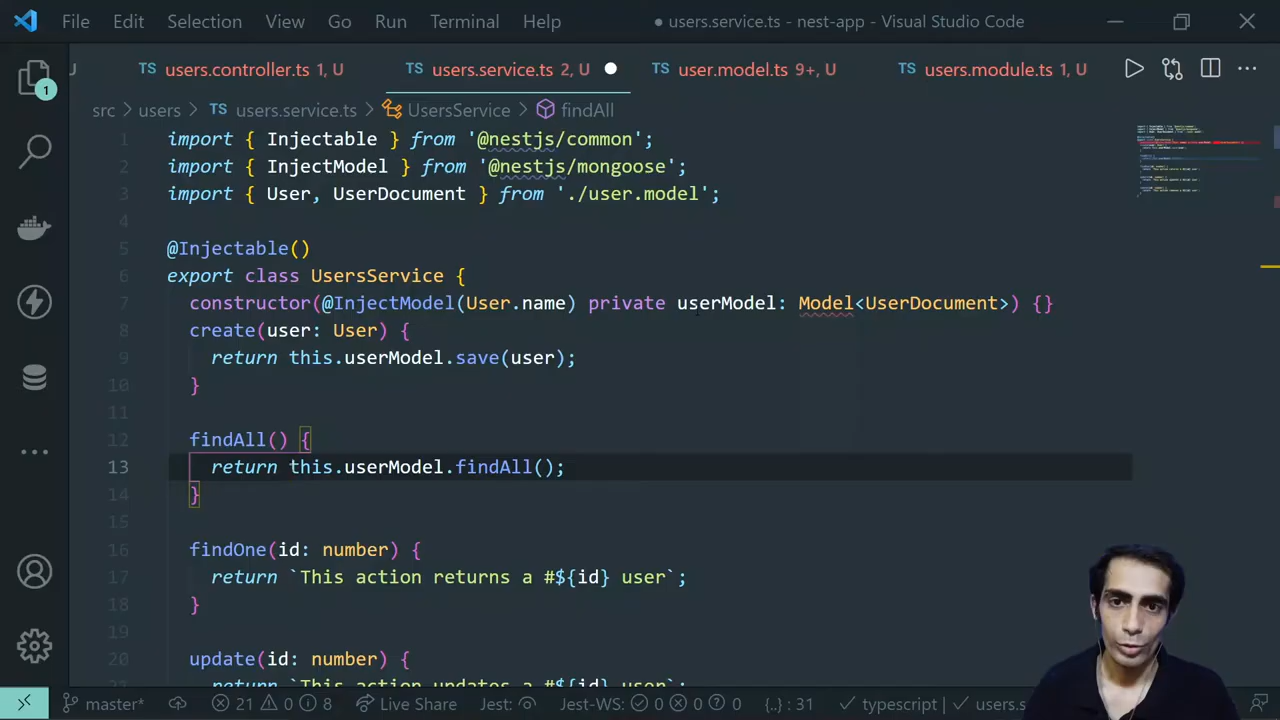 File Edit Selection View Go Run Terminal Help ● users.service.ts - nest-app - Visual Studio Code
TS users.controller.ts 1, U TS users.service.ts 2, U ● TS user.model.ts 9+, U TS users.module.ts 1, U ...
1
src > users > TS users.service.ts > UsersService > findAll
1 import { Injectable } from '@nestjs/common';
2 import { InjectModel } from '@nestjs/mongoose';
3 import { User, UserDocument } from './user.model';
4
5 @Injectable()
6 export class UsersService {
7 constructor(@InjectModel(User.name) private userModel: Model<UserDocument>) {}
8 create(user: User) {
9 return this.userModel.save(user);
10 }
11
12 findAll() {
13 return this.userModel.findAll();
14 }
15
16 findOne(id: number) {
17 return `This action returns a #${id} user`;
18 }
19
20 update(id: number) {
return `This action updates a #${id} user`;
master* 21 0 8 Live Share Jest: Jest-WS: 0 0 0 {..} : 31 typescript | users.s